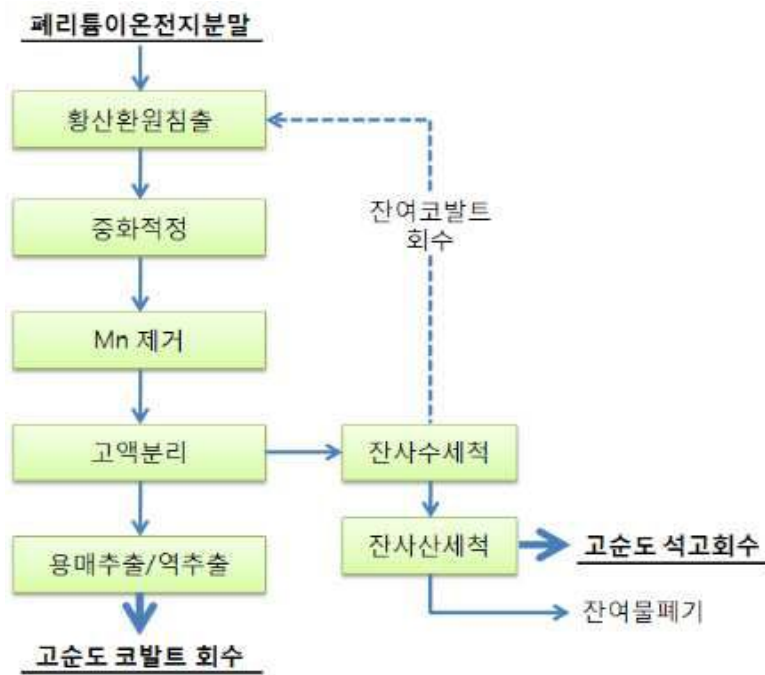 폐리튬이온전지분말
황산환원침출
잔여코발트
회수
중화적정
Mn 제거
고액분리
잔사수세척
용매추출/역추출
잔사산세척
고순도 석고회수
잔여물폐기
고순도 코발트 회수